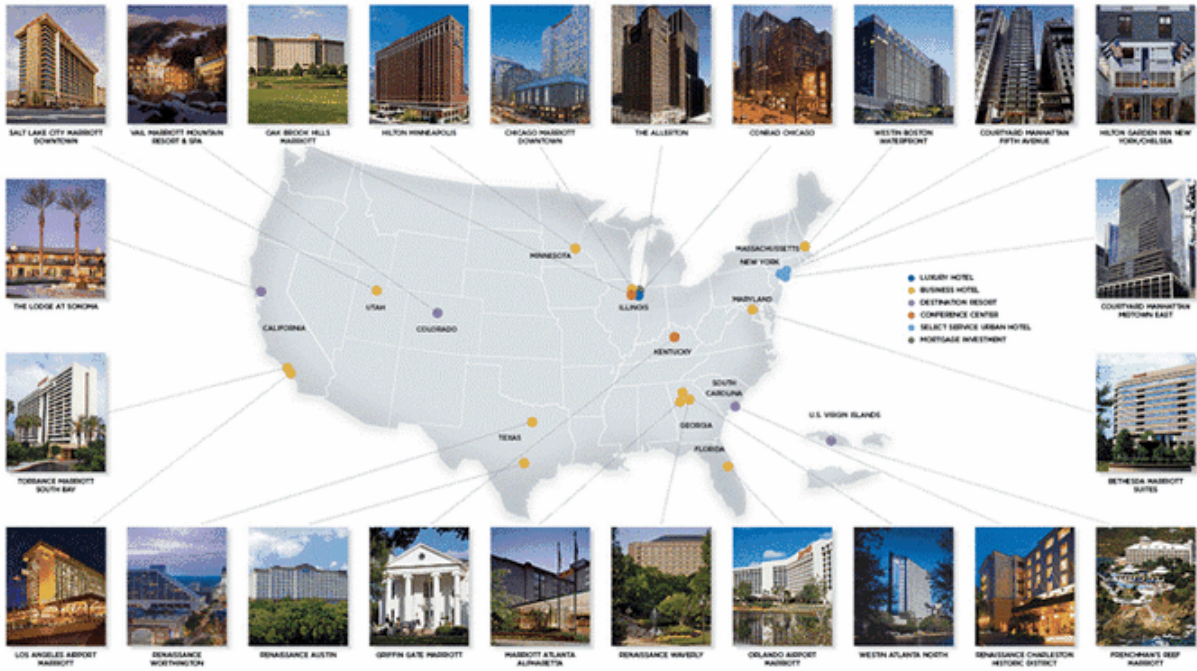 SALT LAKE CITY MARRIOTT
DOWNTOWN
VAIL MARRIOTT MOUNTAIN
RESORT & SPA
OAK BROOK HILLS
MARRIOTT
HILTON MINNEAPOLIS
CHICAGO MARRIOTT
DOWNTOWN
THE ALLERTON
CONRAD CHICAGO
WESTIN BOSTON
WATERFRONT
COURTYARD MANHATTAN
FIFTH AVENUE
HILTON GARDEN INN NEW
YORK/CHELSEA
THE LODGE AT SONOMA
TORRANCE MARRIOTT
SOUTH BAY
MINNESOTA
MASSACHUSETTS
NEW YORK
UTAH
COLORADO
CALIFORNIA
ILLINOIS
MARYLAND
KENTUCKY
SOUTH
CAROLINA
GEORGIA
TEXAS
FLORIDA
U.S. VIRGIN ISLANDS
LUXURY HOTEL
BUSINESS HOTEL
DESTINATION RESORT
CONFERENCE CENTER
SELECT SERVICE URBAN HOTEL
MORTGAGE INVESTMENT
COURTYARD MANHATTAN
MIDTOWN EAST
BETHESDA MARRIOTT
SUITES
LOS ANGELES AIRPORT
MARRIOTT
RENAISSANCE
WORTHINGTON
RENAISSANCE AUSTIN
GRIFFIN GATE MARRIOTT
MARRIOTT ATLANTA
ALPHARETTA
RENAISSANCE WAVERLY
ORLANDO AIRPORT
MARRIOTT
WESTIN ATLANTA NORTH
RENAISSANCE CHARLESTON
HISTORIC DISTRICT
FRENCHMAN'S REEF
MARRIOTT